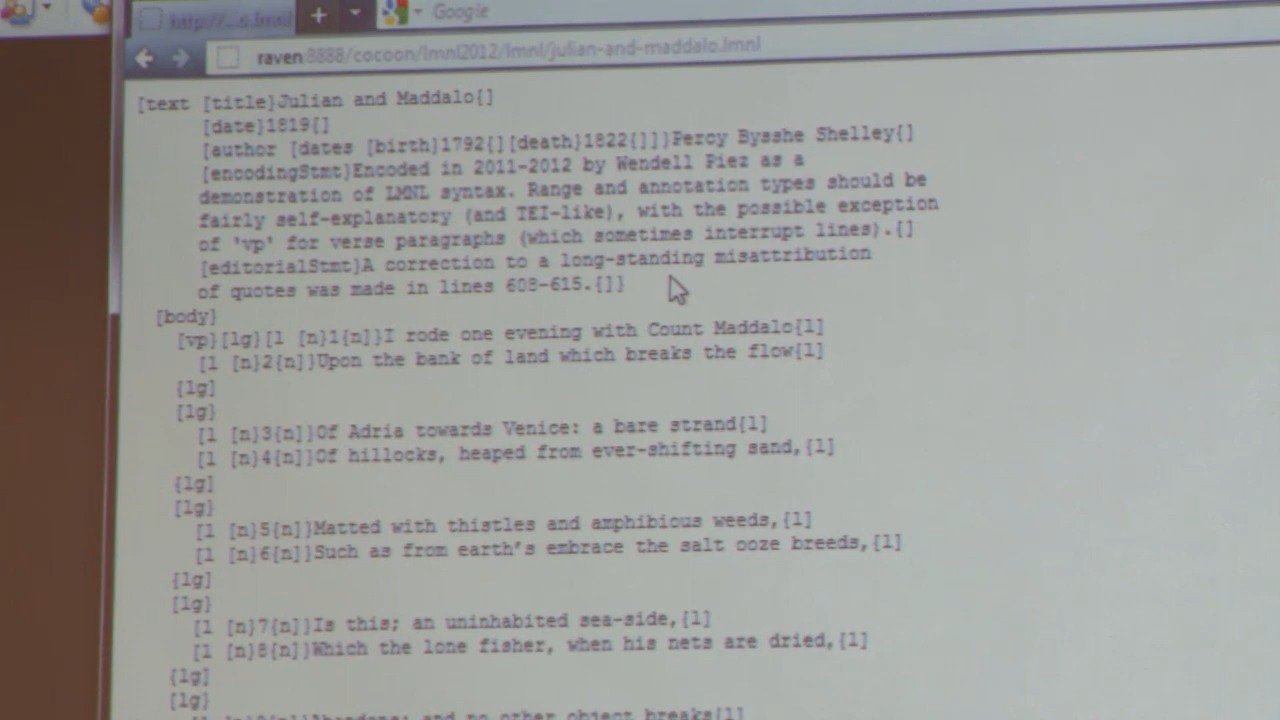 http://...s.lmnl
Google
raven:8888/cocoon/lmnl2012/lmnl/julian-and-maddalo.lmnl
[text [title}Julian and Maddalo{]
[date}1819{]
[author [dates [birth}1792{][death}1822{]]}Percy Bysshe Shelley{]
[encodingStmt}Encoded in 2011-2012 by Wendell Piez as a
demonstration of LMNL syntax. Range and annotation types should be
fairly self-explanatory (and TEI-like), with the possible exception
of 'vp' for verse paragraphs (which sometimes interrupt lines).{]
[editorialStmt}A correction to a long-standing misattribution
of quotes was made in lines 608-615.{]}
[body}
[vp}[lg}[l [n}1{n]}I rode one evening with Count Maddalo{l]
[l [n}2{n]}Upon the bank of land which breaks the flow{l]
{lg]
[lg}
[l [n}3{n]}Of Adria towards Venice: a bare strand{l]
[l [n}4{n]}Of hillocks, heaped from ever-shifting sand,{l]
{lg]
[lg}
[l [n}5{n]}Matted with thistles and amphibious weeds,{l]
[l [n}6{n]}Such as from earth's embrace the salt ooze breeds,{l]
{lg]
[lg}
[l [n}7{n]}Is this; an uninhabited sea-side,{l]
[l [n}8{n]}Which the lone fisher, when his nets are dried,{l]
{lg]
[lg}
and no other object breaks{l]